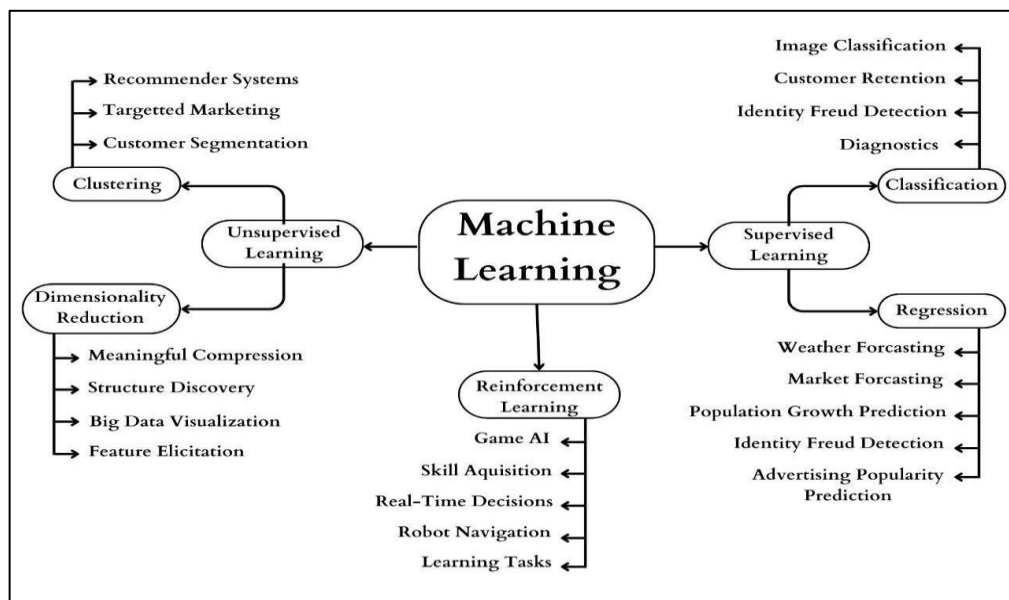 Machine
Learning
Unsupervised
Learning
Clustering
Recommender Systems
Targetted Marketing
Customer Segmentation
Dimensionality
Reduction
Meaningful Compression
Structure Discovery
Big Data Visualization
Feature Elicitation
Reinforcement
Learning
Game AI
Skill Aquisition
Real-Time Decisions
Robot Navigation
Learning Tasks
Supervised
Learning
Classification
Image Classification
Customer Retention
Identity Freud Detection
Diagnostics
Regression
Weather Forcasting
Market Forcasting
Population Growth Prediction
Identity Freud Detection
Advertising Popularity
Prediction